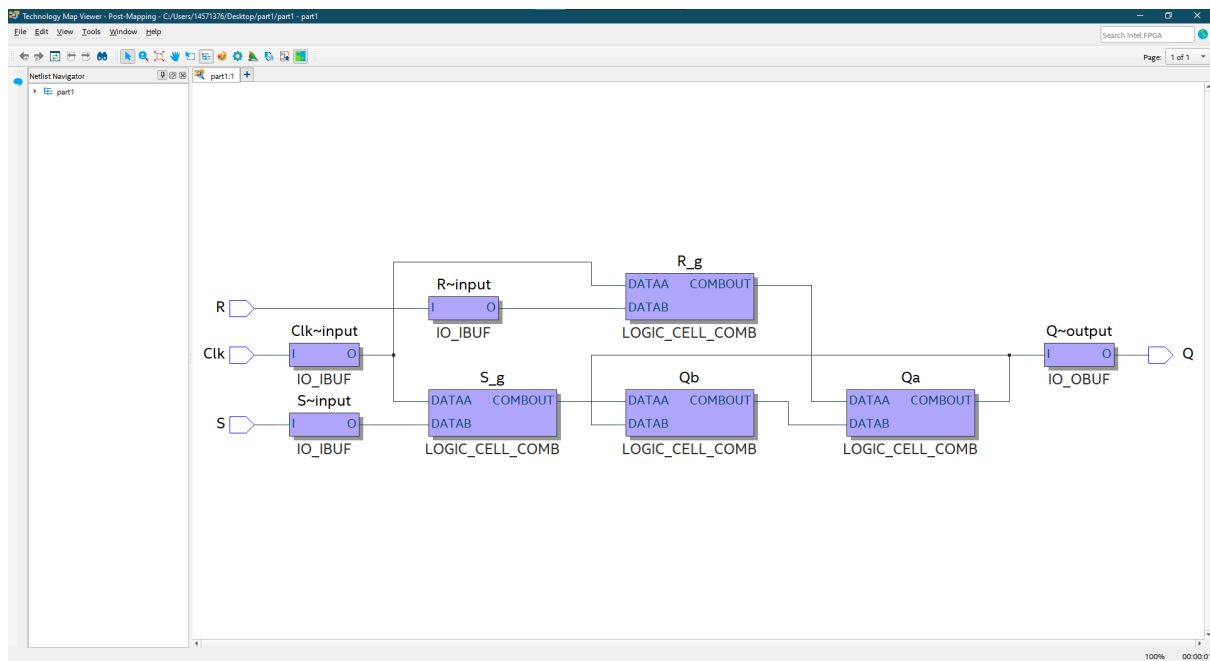 Technology Map Viewer - Post-Mapping - C:/Users/14571376/Desktop/part1/part1 - part1
File Edit View Tools Window Help
Search Intel FPGA
Page: 1 of 1
Netlist Navigator
part1:1
part1
R_g
R~input
DATAA COMBOUT
R
I O
DATAB
Clk~input
IO_IBUF
LOGIC_CELL_COMB
Q~output
Clk
I O
I O
Q
IO_IBUF
S_g
Qb
Qa
IO_OBUF
S~input
DATAA COMBOUT
DATAA COMBOUT
DATAA COMBOUT
S
I O
DATAB
DATAB
DATAB
IO_IBUF
LOGIC_CELL_COMB
LOGIC_CELL_COMB
LOGIC_CELL_COMB
100% 00:00:01